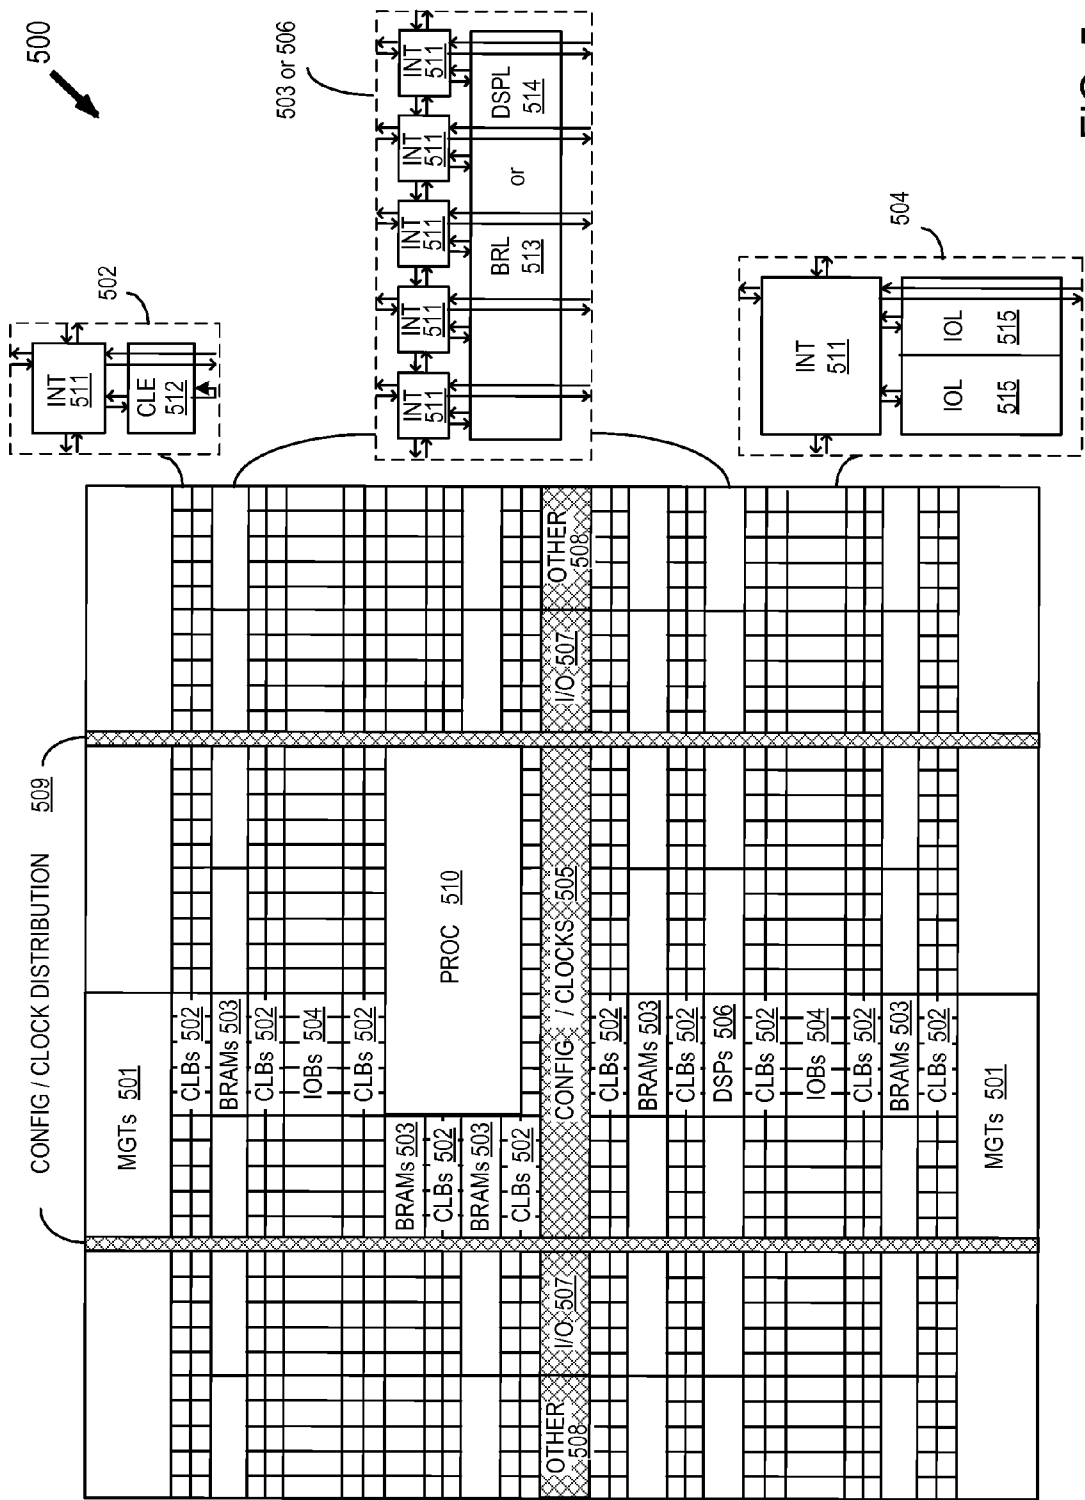 500
CONFIG / CLOCK DISTRIBUTION 509
MGTs 501
CLBs 502
BRAMs 503
CLBs 502
IOBs 504
CLBs 502
BRAMs 503
CLBs 502
BRAMs 503
CLBs 502
PROC 510
OTHER 508
I/O 507
CONFIG / CLOCKS 505
I/O 507
OTHER 508
CLBs 502
BRAMs 503
CLBs 502
DSPs 506
CLBs 502
IOBs 504
CLBs 502
BRAMs 503
CLBs 502
MGTs 501
502
INT 511
CLE 512
503 or 506
INT 511
INT 511
INT 511
INT 511
INT 511
BRL 513
or
DSPL 514
504
INT 511
IOL 515
IOL 515